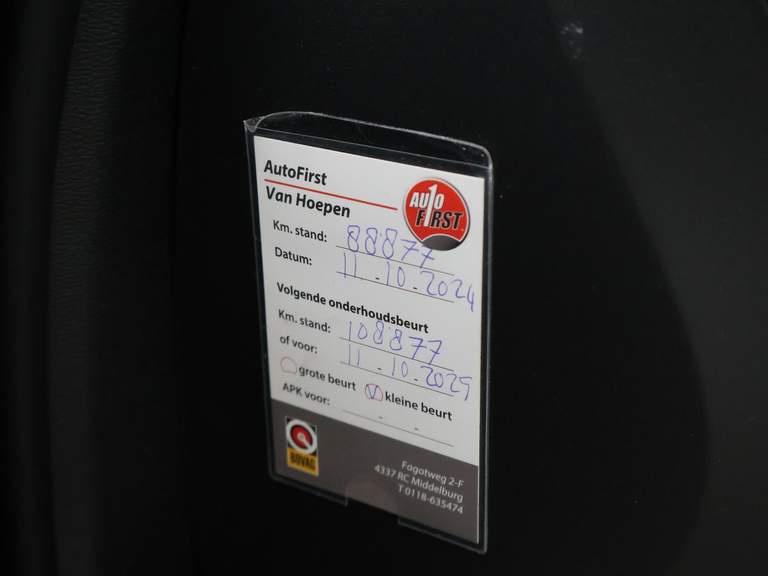 AutoFirst
Van Hoepen
AUTO FIRST
Km. stand: 88877
Datum: 11 - 10 - 2024
Volgende onderhoudsbeurt
Km. stand: 108877
of voor: 11 - 10 - 2025
grote beurt kleine beurt
APK voor: - -
BOVAG
Fagotweg 2-F
4337 RC Middelburg
T 0118-635474